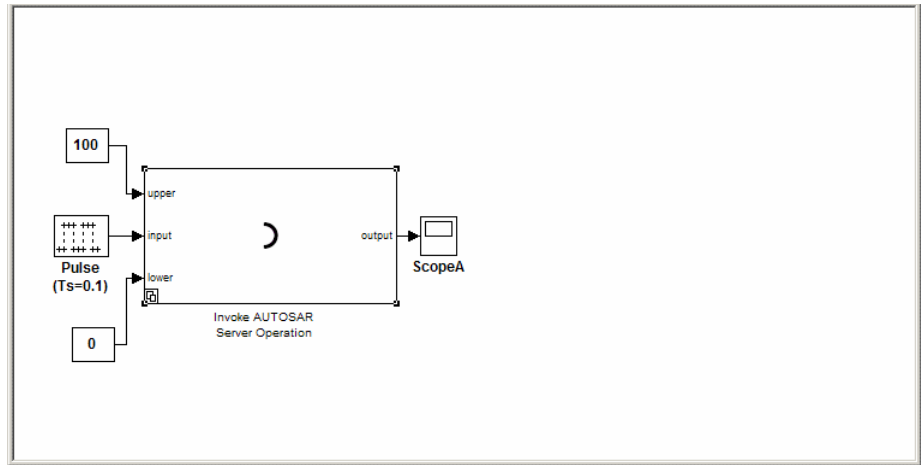 100
upper
input
output
Pulse
(Ts=0.1)
ScopeA
lower
Invoke AUTOSAR
Server Operation
0